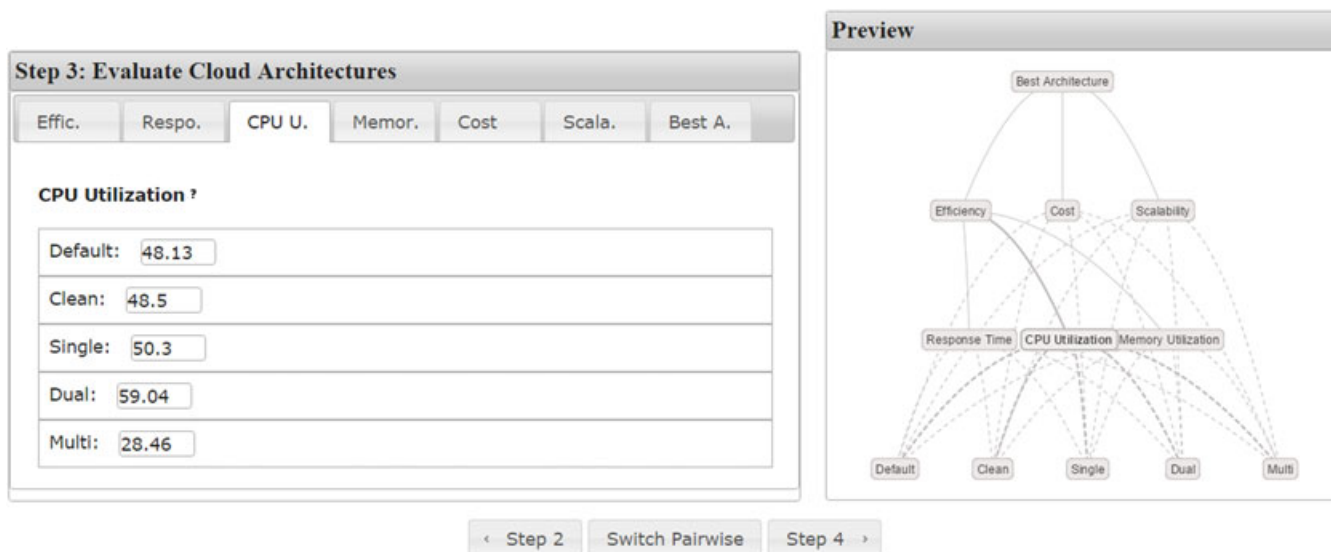 Step 3: Evaluate Cloud Architectures
Effic. Respo. CPU U. Memor. Cost Scala. Best A.
CPU Utilization ?
Default: 48.13
Clean: 48.5
Single: 50.3
Dual: 59.04
Multi: 28.46
Preview
Best Architecture
Efficiency Cost Scalability
Response Time CPU Utilization Memory Utilization
Default Clean Single Dual Multi
‹ Step 2 Switch Pairwise Step 4 ›